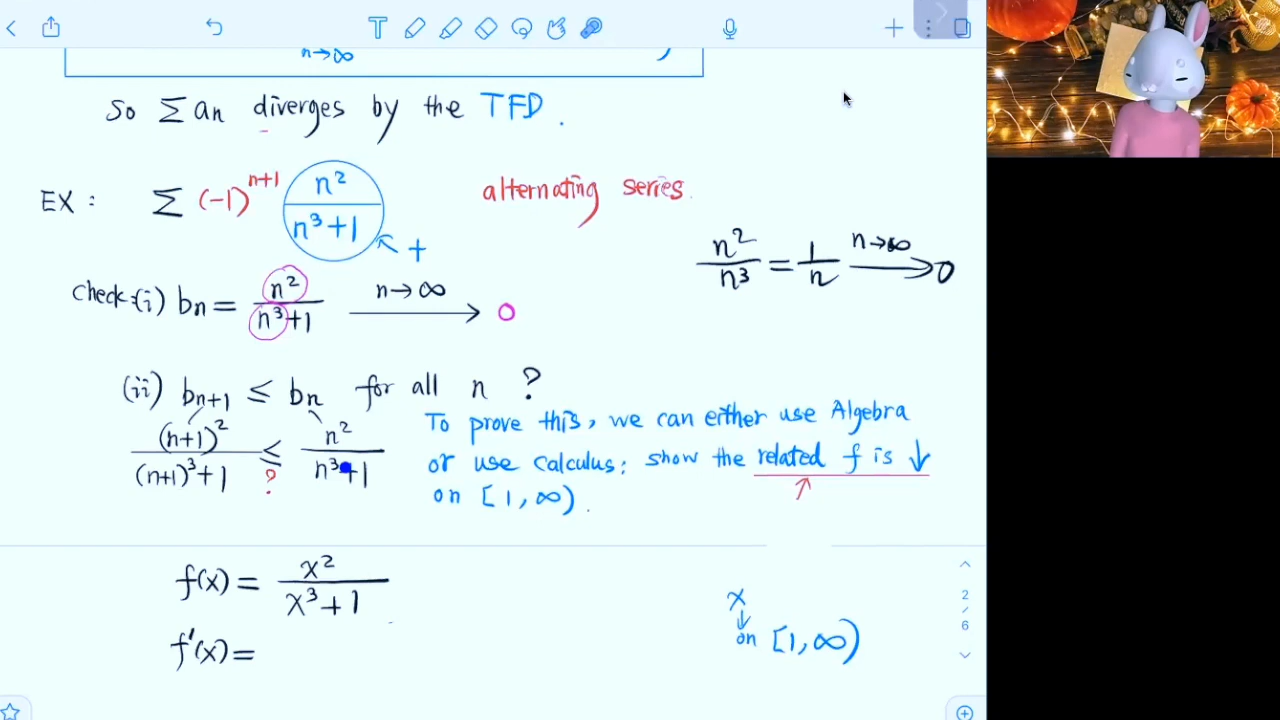 n→∞
So Σan diverges by the TFD.
EX: Σ (-1)^{n+1} n²/(n³+1) ← + alternating series.
n²/n³ = 1/n n→∞ → 0
check: (i) bn = n²/(n³+1) n→∞ → 0
(ii) bn+1 ≤ bn for all n ?
(n+1)²/((n+1)³+1) ≤ ? n²/(n³+1)
To prove this, we can either use Algebra
or use calculus: show the related f is ↓
on [1,∞).
f(x) = x²/(x³+1)
x
↓
on [1,∞)
f'(x) =
2
/
6